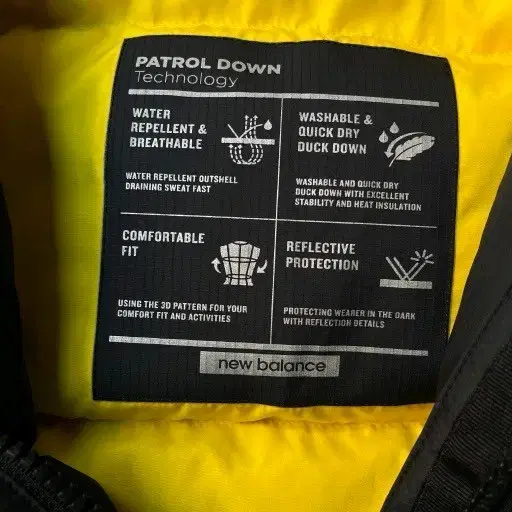 PATROL DOWN
Technology
WATER
REPELLENT &
BREATHABLE
WATER REPELLENT OUTSHELL
DRAINING SWEAT FAST
WASHABLE &
QUICK DRY
DUCK DOWN
WASHABLE AND QUICK DRY
DUCK DOWN WITH EXCELLENT
STABILITY AND HEAT INSULATION
COMFORTABLE
FIT
USING THE 3D PATTERN FOR YOUR
COMFORT FIT AND ACTIVITIES
REFLECTIVE
PROTECTION
PROTECTING WEARER IN THE DARK
WITH REFLECTION DETAILS
new balance